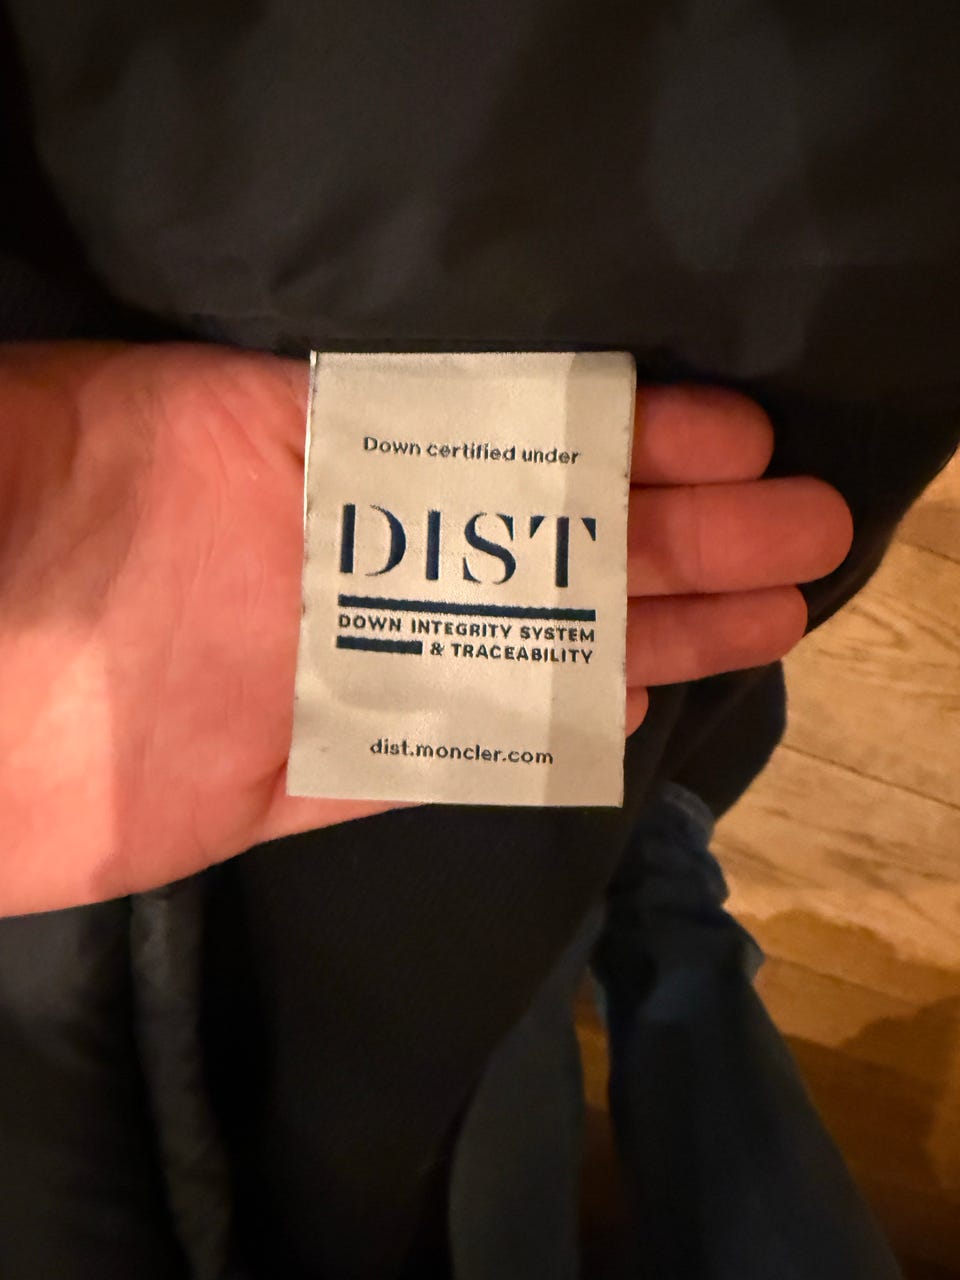 Down certified under
DIST
DOWN INTEGRITY SYSTEM
& TRACEABILITY
dist.moncler.com